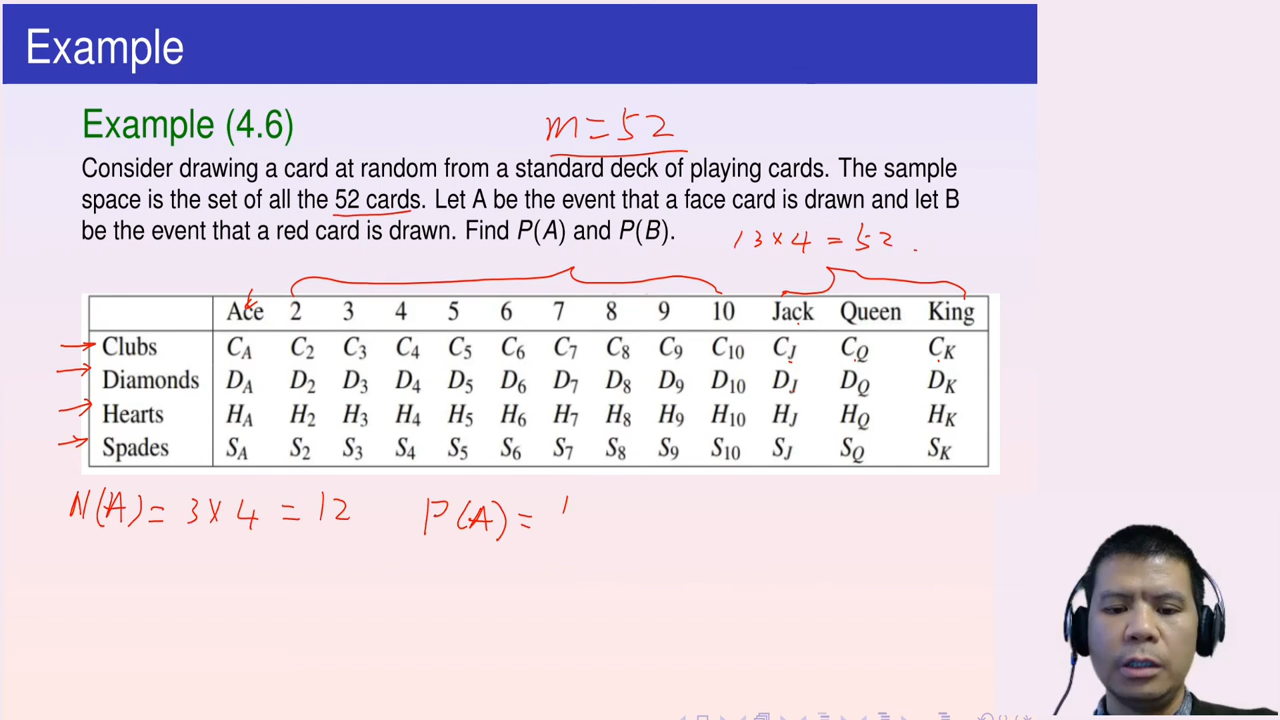 Example
Example (4.6)
m = 52
Consider drawing a card at random from a standard deck of playing cards. The sample
space is the set of all the 52 cards. Let A be the event that a face card is drawn and let B
be the event that a red card is drawn. Find P(A) and P(B).
13 × 4 = 52 .
Ace 2 3 4 5 6 7 8 9 10 Jack Queen King
Clubs C_A C_2 C_3 C_4 C_5 C_6 C_7 C_8 C_9 C_10 C_J C_Q C_K
Diamonds D_A D_2 D_3 D_4 D_5 D_6 D_7 D_8 D_9 D_10 D_J D_Q D_K
Hearts H_A H_2 H_3 H_4 H_5 H_6 H_7 H_8 H_9 H_10 H_J H_Q H_K
Spades S_A S_2 S_3 S_4 S_5 S_6 S_7 S_8 S_9 S_10 S_J S_Q S_K
N(A) = 3 × 4 = 12 P(A) = 1